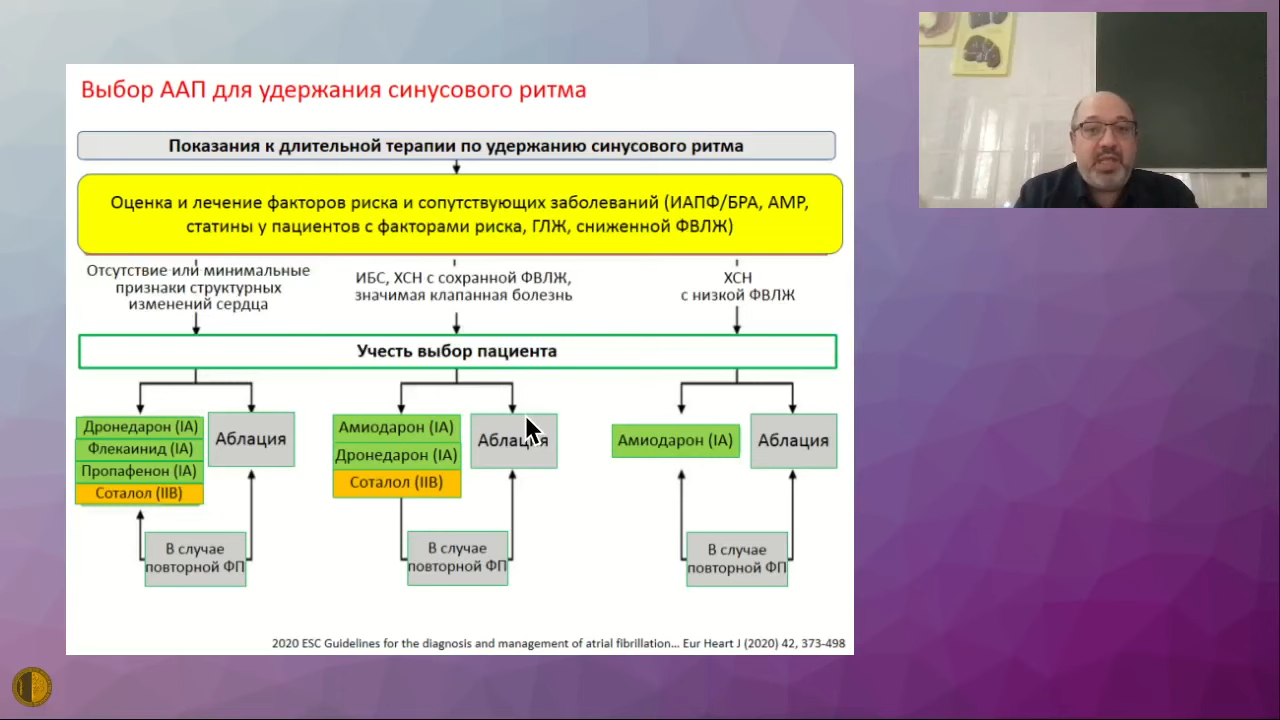 Выбор ААП для удержания синусового ритма
Показания к длительной терапии по удержанию синусового ритма
Оценка и лечение факторов риска и сопутствующих заболеваний (ИАПФ/БРА, АМР,
статины у пациентов с факторами риска, ГЛЖ, сниженной ФВЛЖ)
Отсутствие или минимальные
признаки структурных
изменений сердца
ИБС, ХСН с сохранной ФВЛЖ,
значимая клапанная болезнь
ХСН
с низкой ФВЛЖ
Учесть выбор пациента
Дронедарон (IA)
Флекаинид (IA)
Пропафенон (IA)
Соталол (IIB)
Аблация
Амиодарон (IA)
Дронедарон (IA)
Соталол (IIB)
Аблация
Амиодарон (IA)
Аблация
В случае
повторной ФП
В случае
повторной ФП
В случае
повторной ФП
2020 ESC Guidelines for the diagnosis and management of atrial fibrillation... Eur Heart J (2020) 42, 373-498